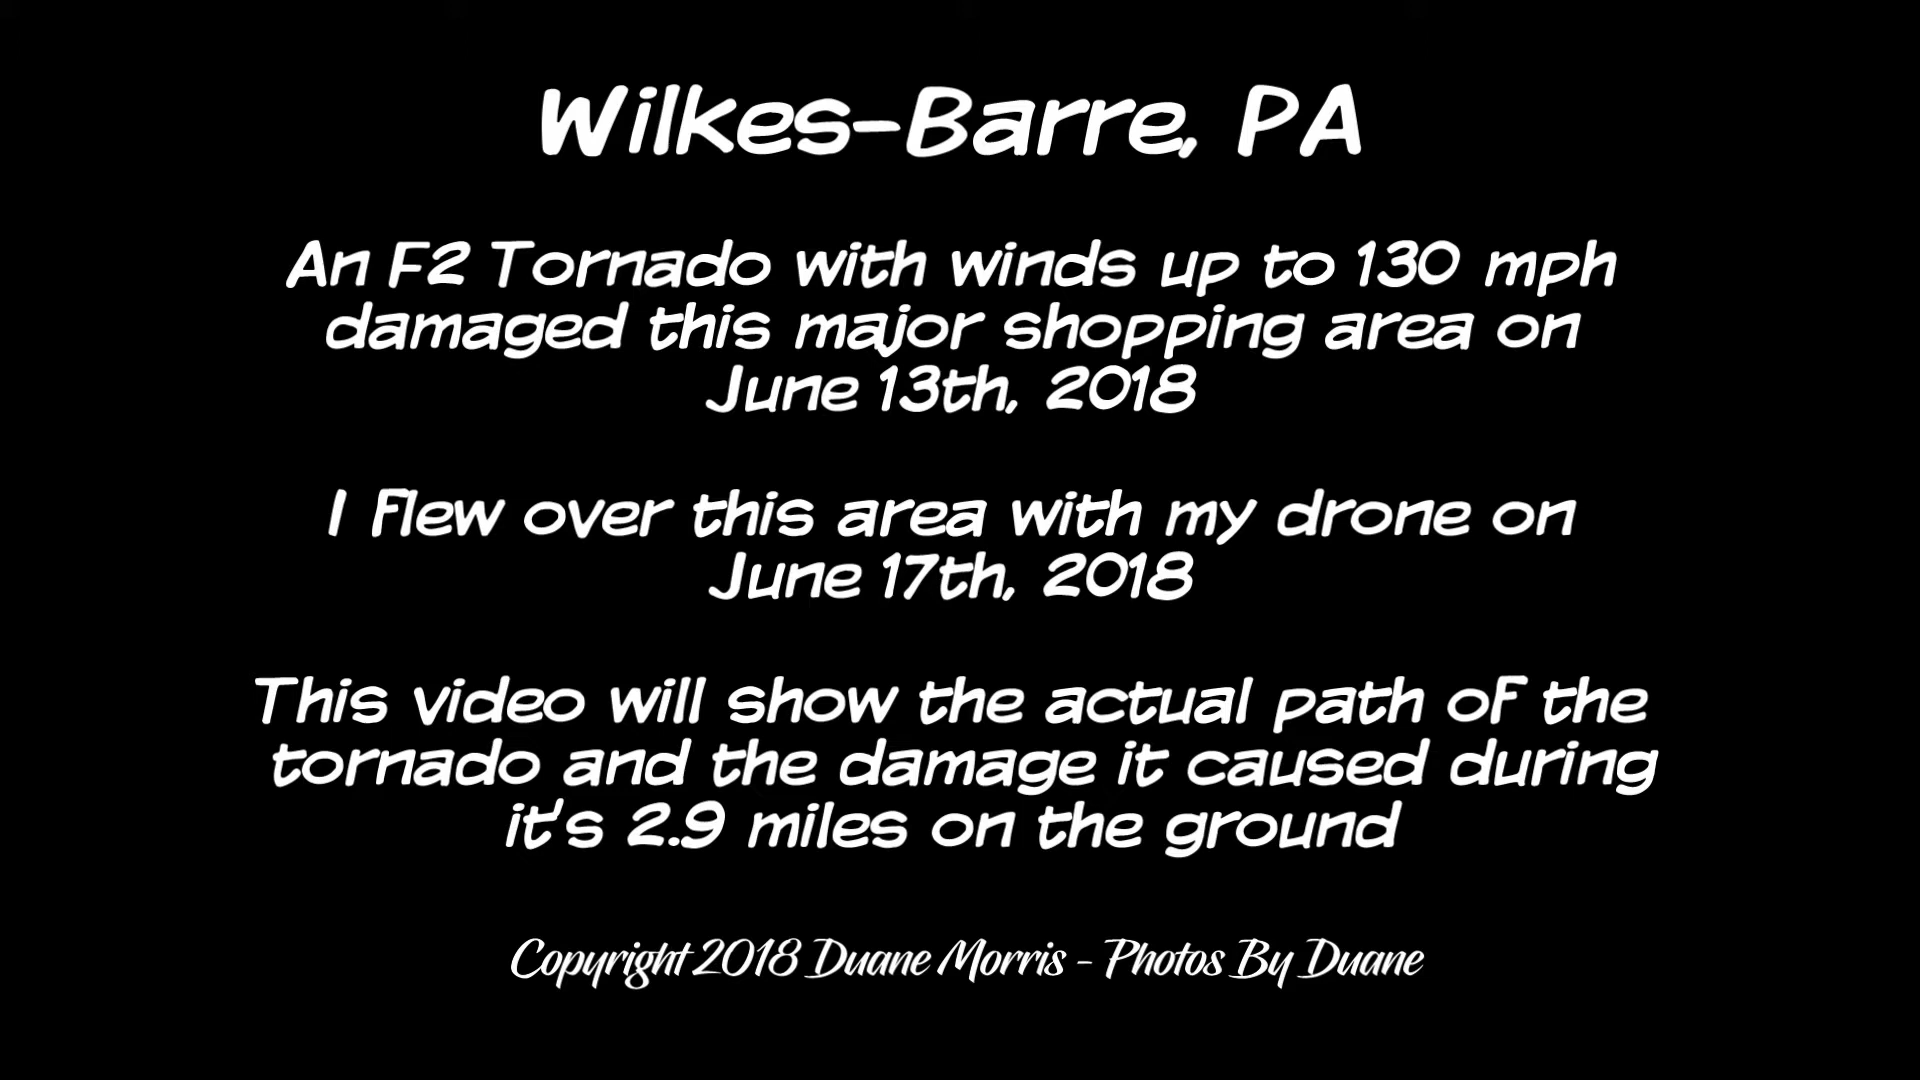 Wilkes-Barre, PA
An F2 Tornado with winds up to 130 mph
damaged this major shopping area on
June 13th, 2018
I flew over this area with my drone on
June 17th, 2018
This video will show the actual path of the
tornado and the damage it caused during
it's 2.9 miles on the ground
Copyright 2018 Duane Morris - Photos By Duane